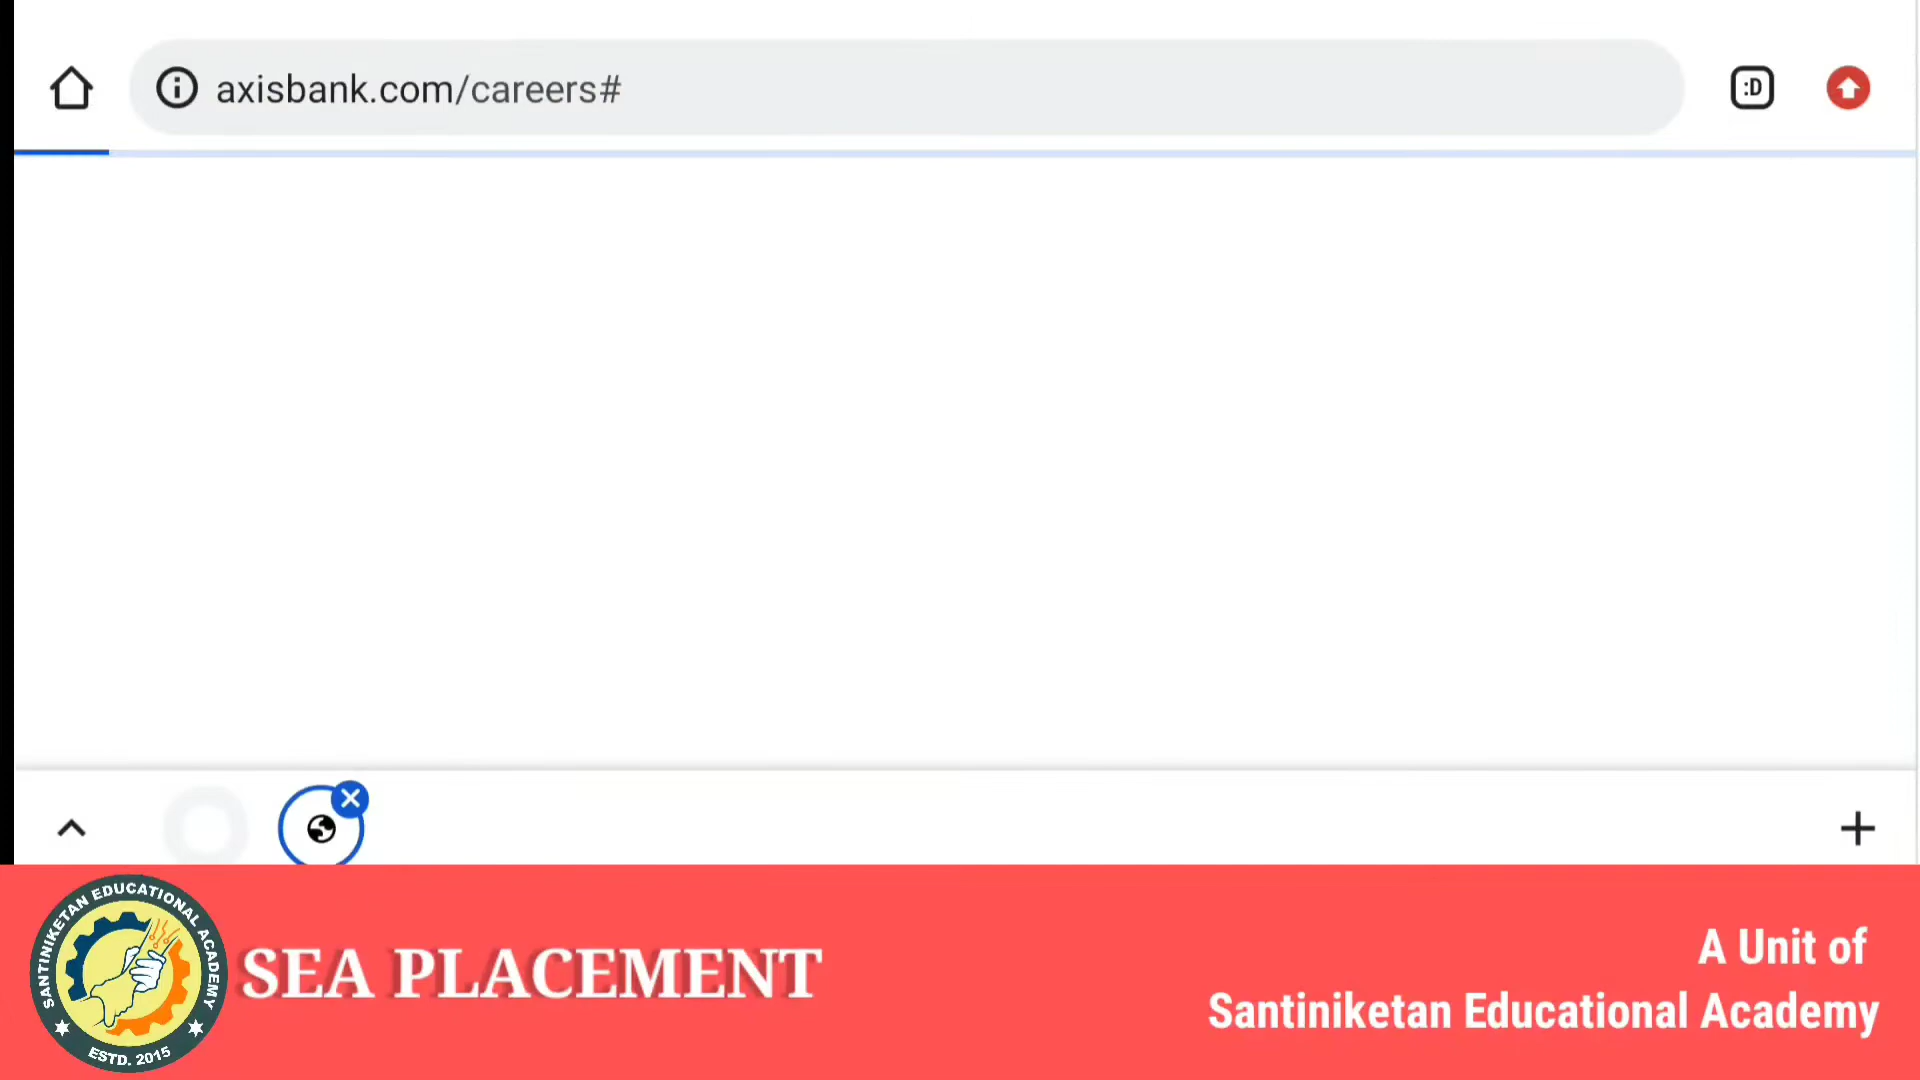 axisbank.com/careers#
:D
SANTINIKETAN EDUCATIONAL ACADEMY
ESTD. 2015
SEA PLACEMENT
A Unit of
Santiniketan Educational Academy